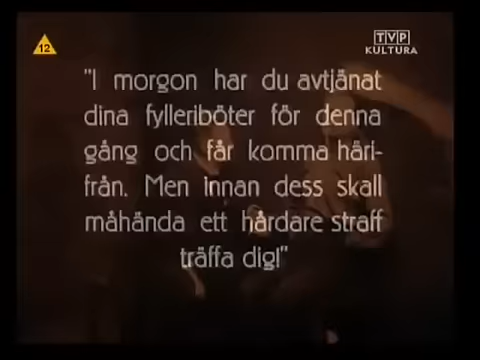 12
TVP
KULTURA
"I morgon har du avtjänat
dina fylleriböter för denna
gång och får komma häri-
från. Men innan dess skall
måhända ett hårdare straff
träffa dig!"